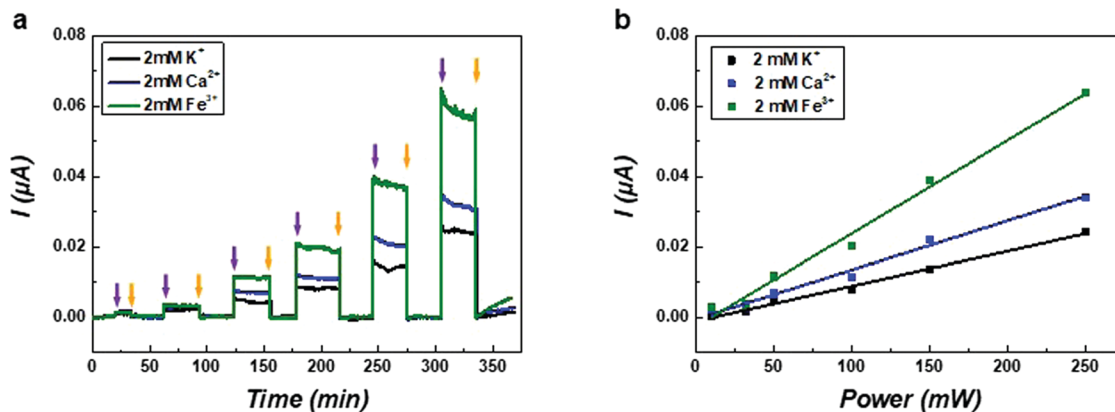 a
I (μA)
0.08
0.06
0.04
0.02
0.00
2mM K⁺
2mM Ca²⁺
2mM Fe³⁺
0 50 100 150 200 250 300 350
Time (min)
b
I (μA)
0.08
0.06
0.04
0.02
0.00
2 mM K⁺
2 mM Ca²⁺
2 mM Fe³⁺
0 50 100 150 200 250
Power (mW)